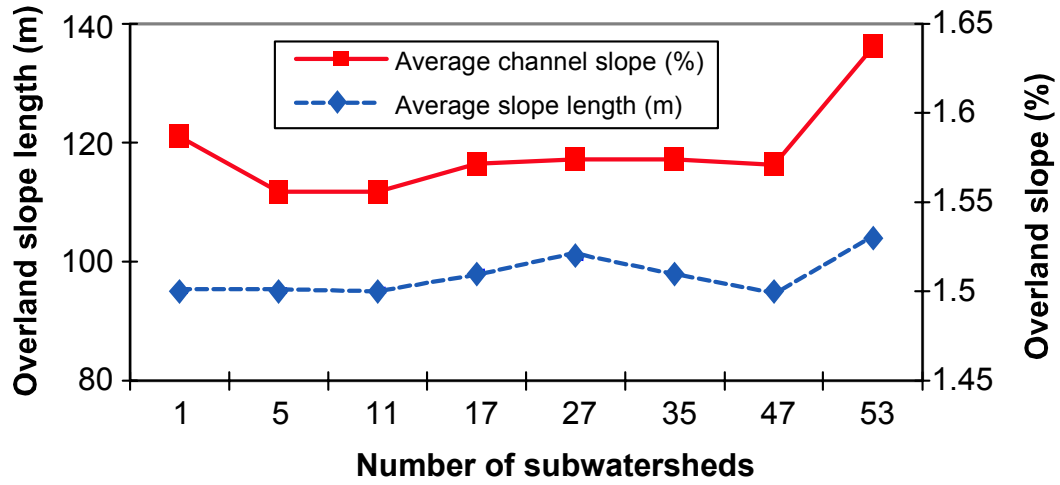 Overland slope length (m)
140
120
100
80
Average channel slope (%)
Average slope length (m)
1.65
1.6
1.55
1.5
1.45
Overland slope (%)
1 5 11 17 27 35 47 53
Number of subwatersheds